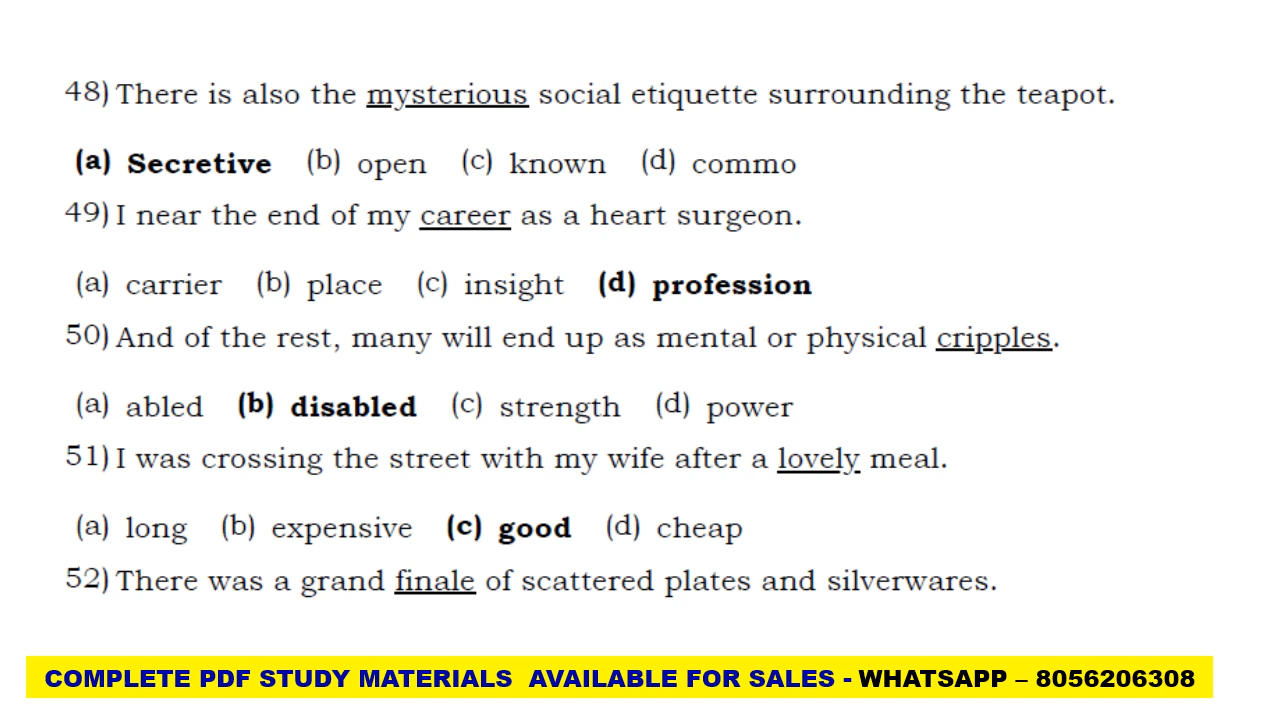 48) There is also the mysterious social etiquette surrounding the teapot.
(a) Secretive (b) open (c) known (d) commo
49) I near the end of my career as a heart surgeon.
(a) carrier (b) place (c) insight (d) profession
50) And of the rest, many will end up as mental or physical cripples.
(a) abled (b) disabled (c) strength (d) power
51) I was crossing the street with my wife after a lovely meal.
(a) long (b) expensive (c) good (d) cheap
52) There was a grand finale of scattered plates and silverwares.
COMPLETE PDF STUDY MATERIALS AVAILABLE FOR SALES - WHATSAPP – 8056206308